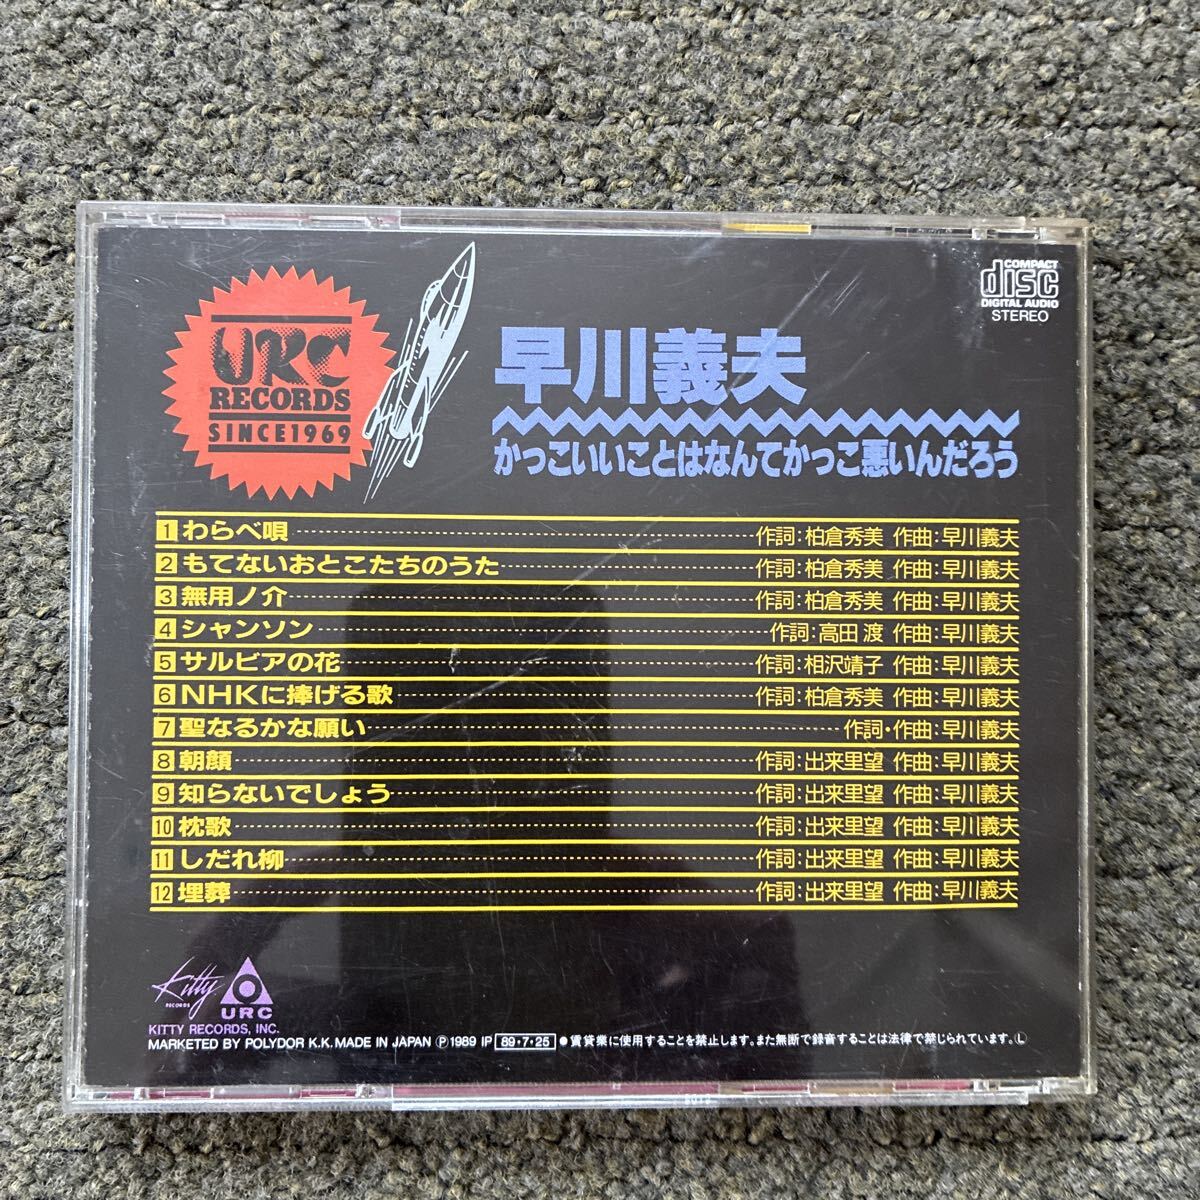 URC
RECORDS
SINCE1969
COMPACT
disc
DIGITAL AUDIO
STEREO
早川義夫
かっこいいことはなんてかっこ悪いんだろう
1 わらべ唄 作詞:柏倉秀美 作曲:早川義夫
2 もてないおとこたちのうた 作詞:柏倉秀美 作曲:早川義夫
3 無用ノ介 作詞:柏倉秀美 作曲:早川義夫
4 シャンソン 作詞:高田 渡 作曲:早川義夫
5 サルビアの花 作詞:相沢靖子 作曲:早川義夫
6 NHKに捧げる歌 作詞:柏倉秀美 作曲:早川義夫
7 聖なるかな願い 作詞・作曲:早川義夫
8 朝顔 作詞:出来里望 作曲:早川義夫
9 知らないでしょう 作詞:出来里望 作曲:早川義夫
10 枕歌 作詞:出来里望 作曲:早川義夫
11 しだれ柳 作詞:出来里望 作曲:早川義夫
12 埋葬 作詞:出来里望 作曲:早川義夫
Kitty
RECORDS
URC
KITTY RECORDS, INC.
MARKETED BY POLYDOR K.K. MADE IN JAPAN Ⓟ1989 IP 89・7・25 ●賃貸業に使用することを禁止します。また無断で録音することは法律で禁じられています。Ⓛ